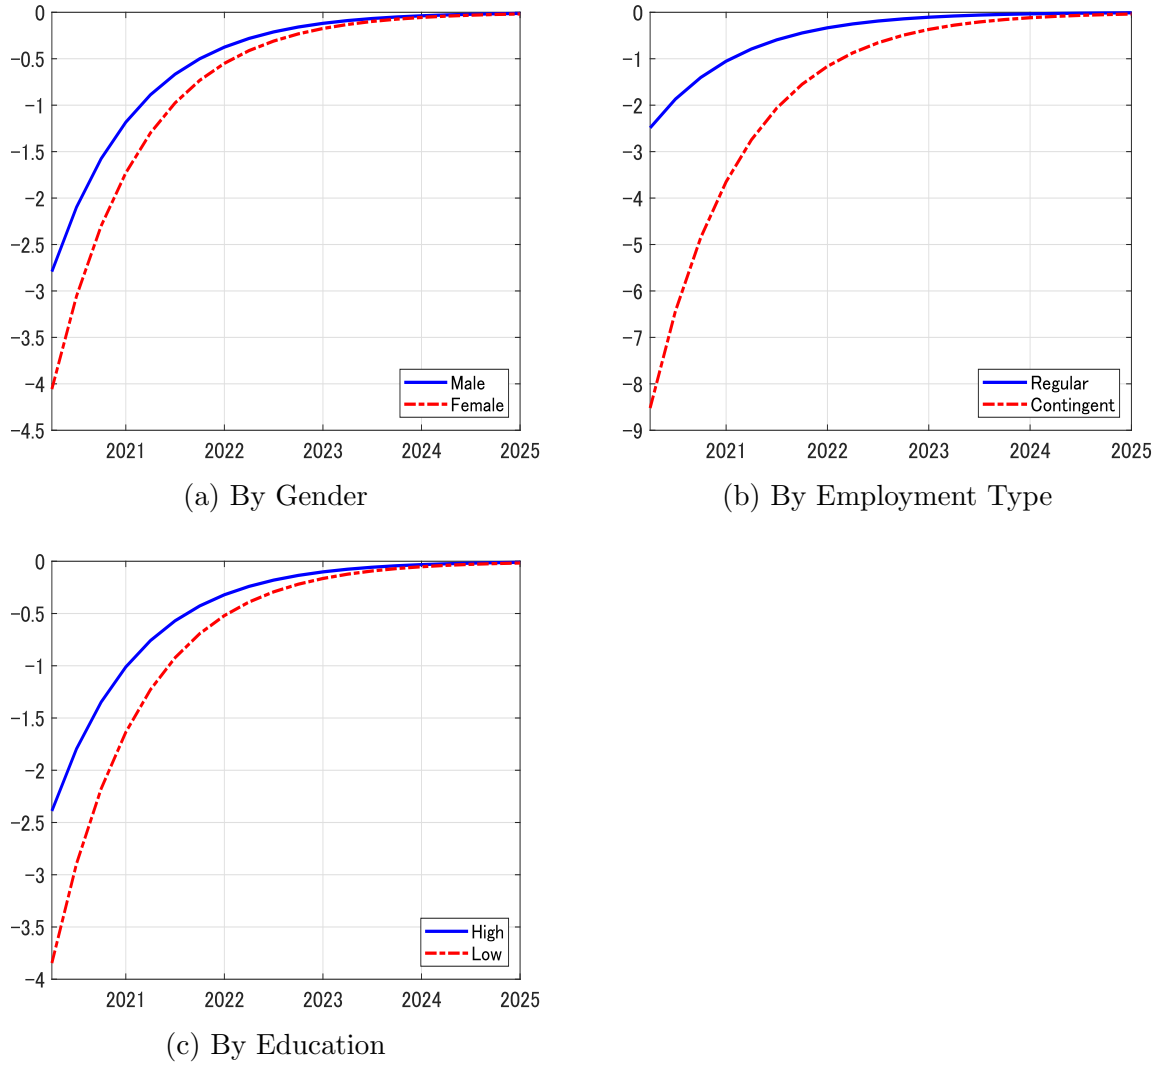 0
−0.5
−1
−1.5
−2
−2.5
−3
−3.5
−4
−4.5
2021 2022 2023 2024 2025
Male
Female
(a) By Gender
0
−1
−2
−3
−4
−5
−6
−7
−8
−9
2021 2022 2023 2024 2025
Regular
Contingent
(b) By Employment Type
0
−0.5
−1
−1.5
−2
−2.5
−3
−3.5
−4
2021 2022 2023 2024 2025
High
Low
(c) By Education